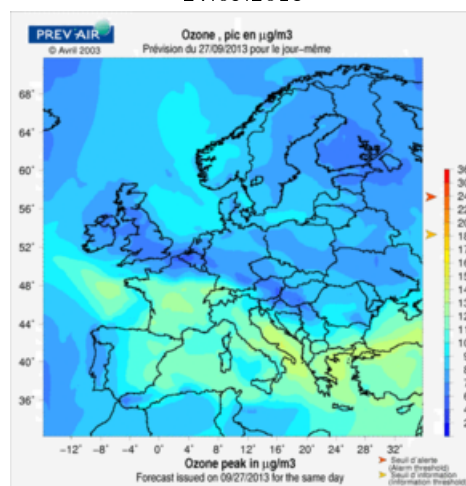 PREV'AIR
© Avril 2003
Ozone , pic en µg/m3
Prévision du 27/09/2013 pour le jour-même
68°
64°
60°
56°
52°
48°
44°
40°
36°
-12° -8° -4° 0° 4° 8° 12° 16° 20° 24° 28° 32°
Ozone peak in µg/m3
Forecast issued on 09/27/2013 for the same day
Seuil d'alerte
(Alarm threshold)
Seuil d'information
(Information threshold)